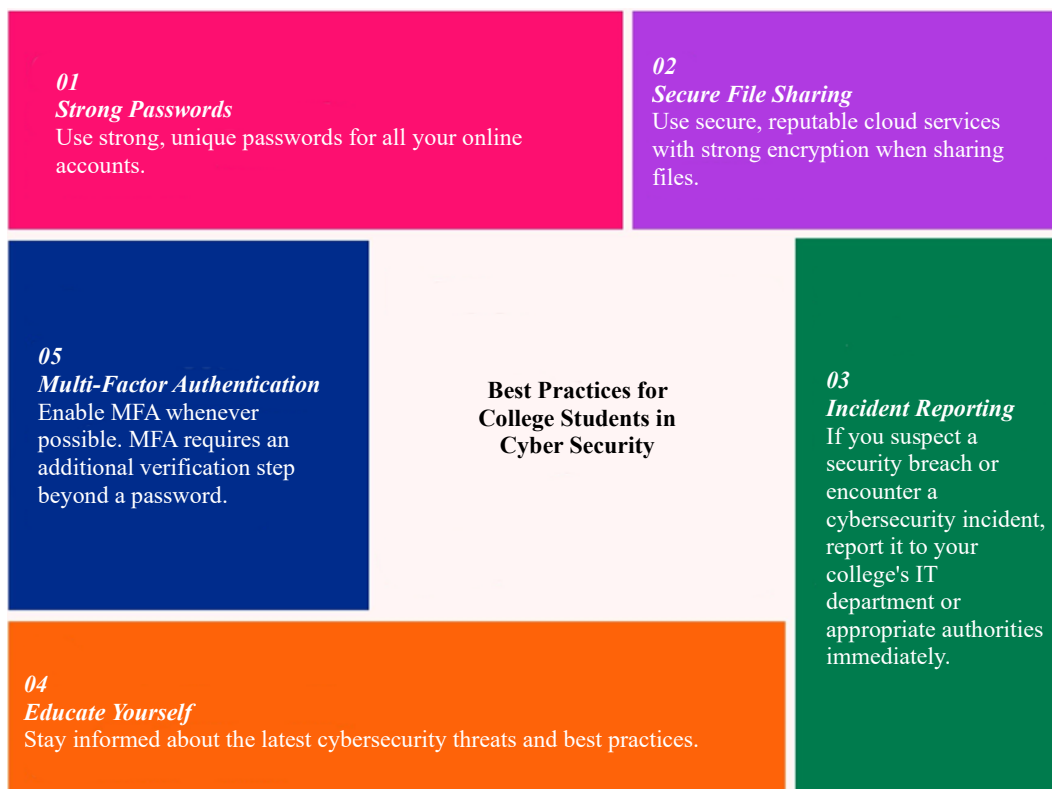 01
Strong Passwords
Use strong, unique passwords for all your online
accounts.
02
Secure File Sharing
Use secure, reputable cloud services
with strong encryption when sharing
files.
05
Multi-Factor Authentication
Enable MFA whenever
possible. MFA requires an
additional verification step
beyond a password.
Best Practices for
College Students in
Cyber Security
03
Incident Reporting
If you suspect a
security breach or
encounter a
cybersecurity incident,
report it to your
college's IT
department or
appropriate authorities
immediately.
04
Educate Yourself
Stay informed about the latest cybersecurity threats and best practices.